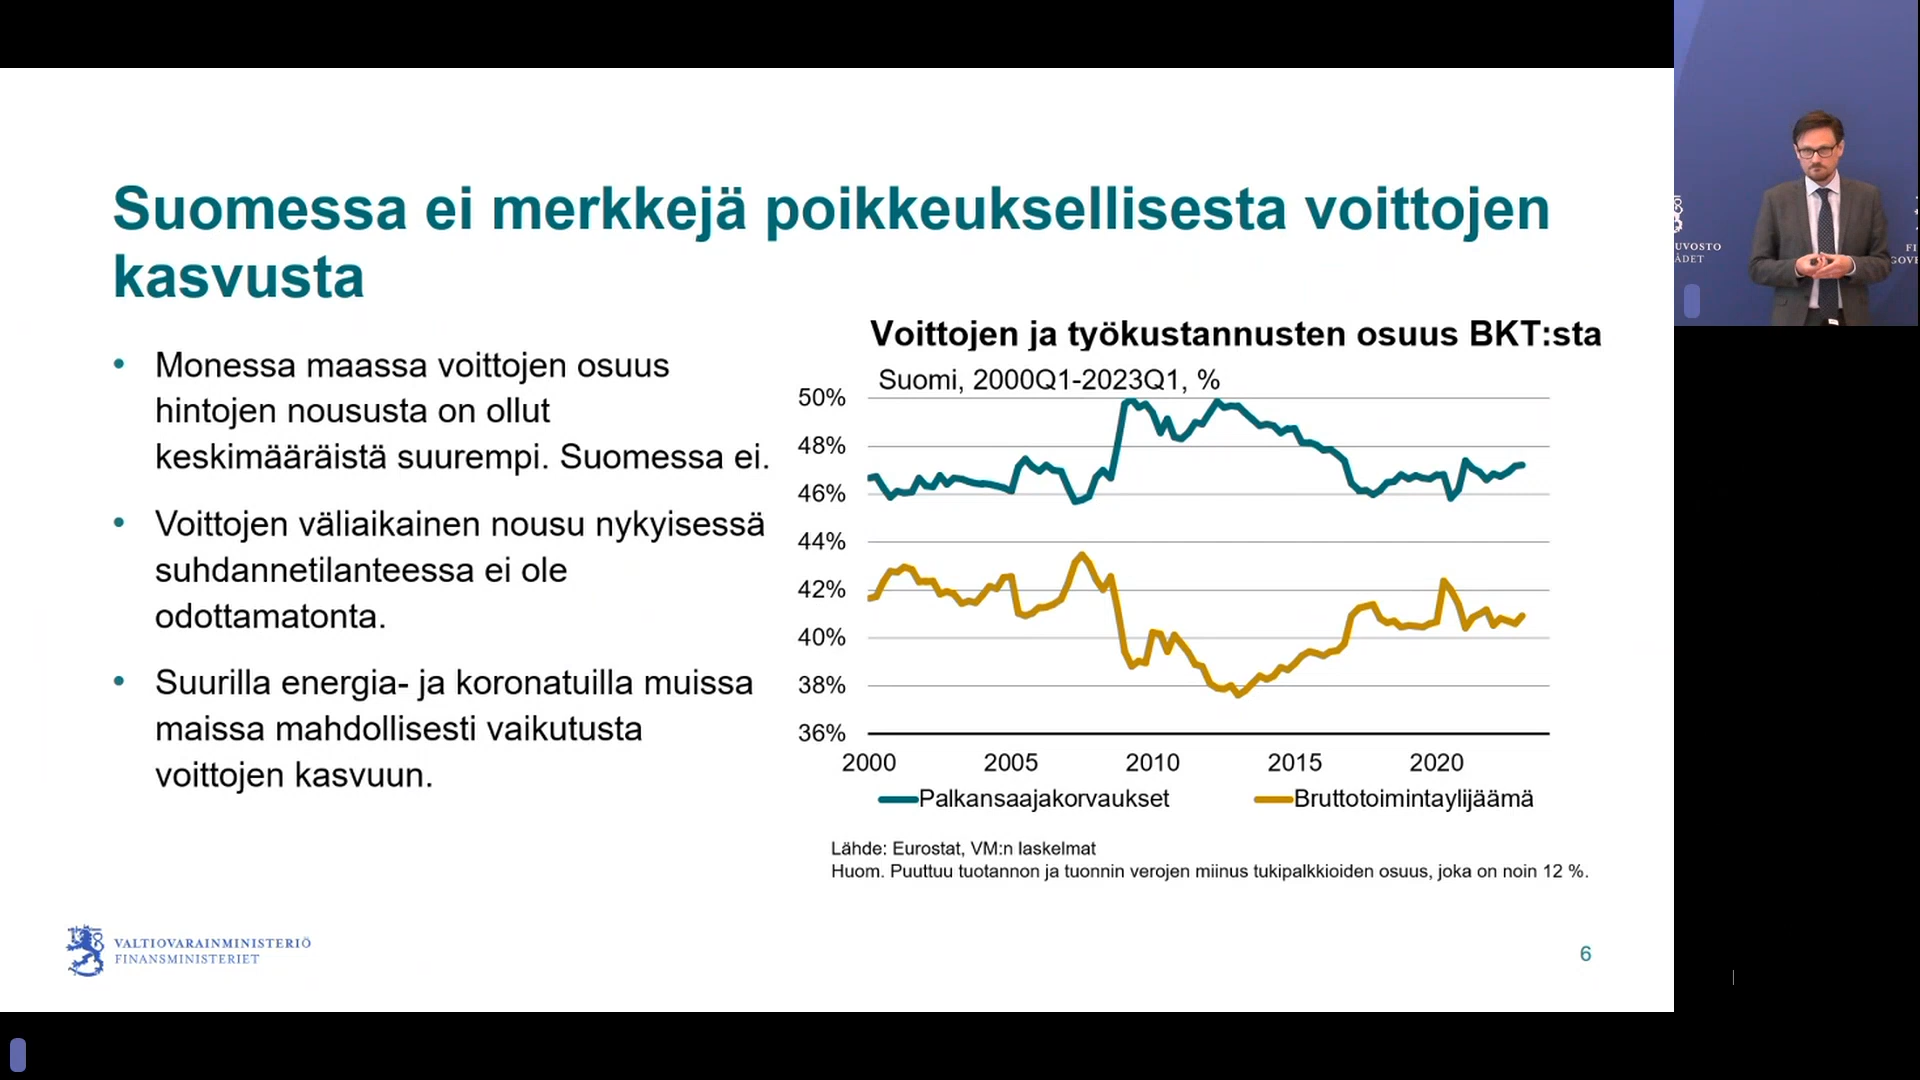 Suomessa ei merkkejä poikkeuksellisesta voittojen
kasvusta
• Monessa maassa voittojen osuus
hintojen noususta on ollut
keskimääräistä suurempi. Suomessa ei.
• Voittojen väliaikainen nousu nykyisessä
suhdannetilanteessa ei ole
odottamatonta.
• Suurilla energia- ja koronatuilla muissa
maissa mahdollisesti vaikutusta
voittojen kasvuun.
Voittojen ja työkustannusten osuus BKT:sta
Suomi, 2000Q1-2023Q1, %
50%
48%
46%
44%
42%
40%
38%
36%
2000 2005 2010 2015 2020
Palkansaajakorvaukset Bruttotoimintaylijäämä
Lähde: Eurostat, VM:n laskelmat
Huom. Puuttuu tuotannon ja tuonnin verojen miinus tukipalkkioiden osuus, joka on noin 12 %.
VALTIOVARAINMINISTERIÖ
FINANSMINISTERIET
6
UVOSTO
ÅDET
FI
GOVE